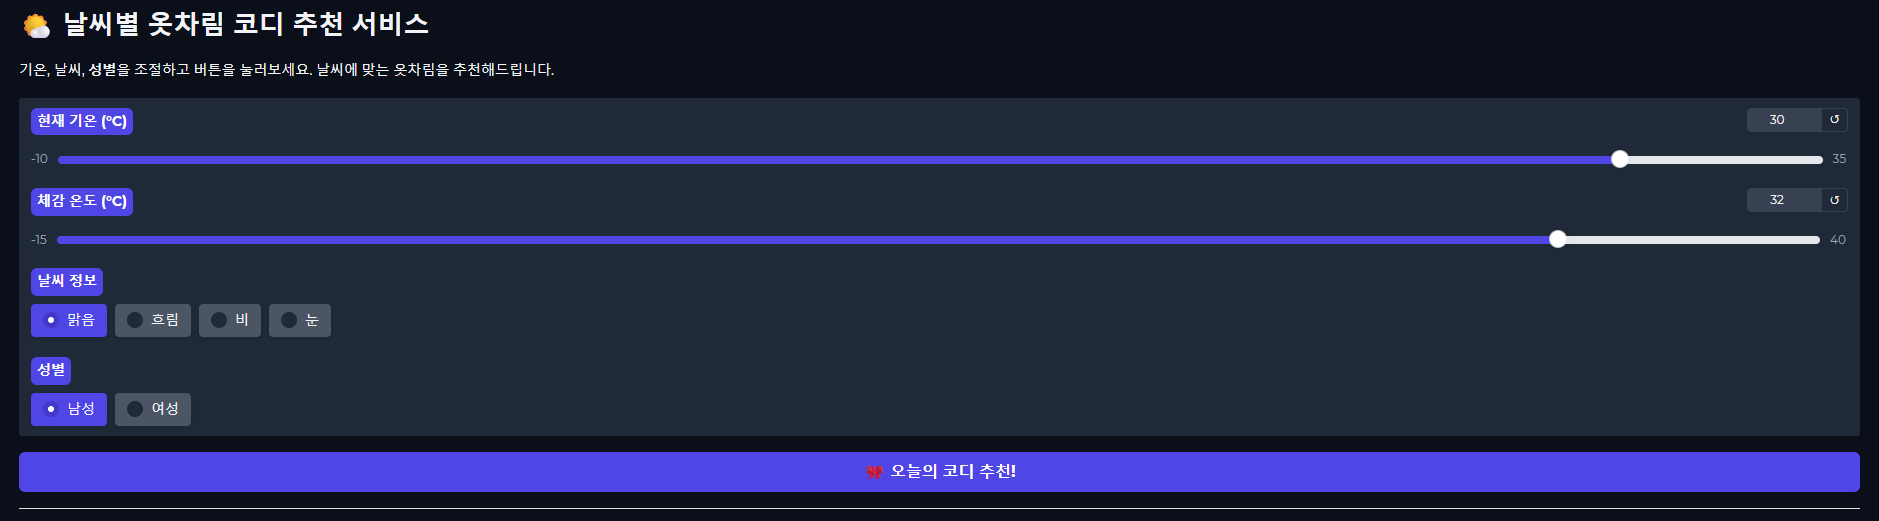 날씨별 옷차림 코디 추천 서비스
기온, 날씨, 성별을 조절하고 버튼을 눌러보세요. 날씨에 맞는 옷차림을 추천해드립니다.
현재 기온 (°C)
30 ↺
-10 35
체감 온도 (°C)
32 ↺
-15 40
날씨 정보
맑음 흐림 비 눈
성별
남성 여성
오늘의 코디 추천!